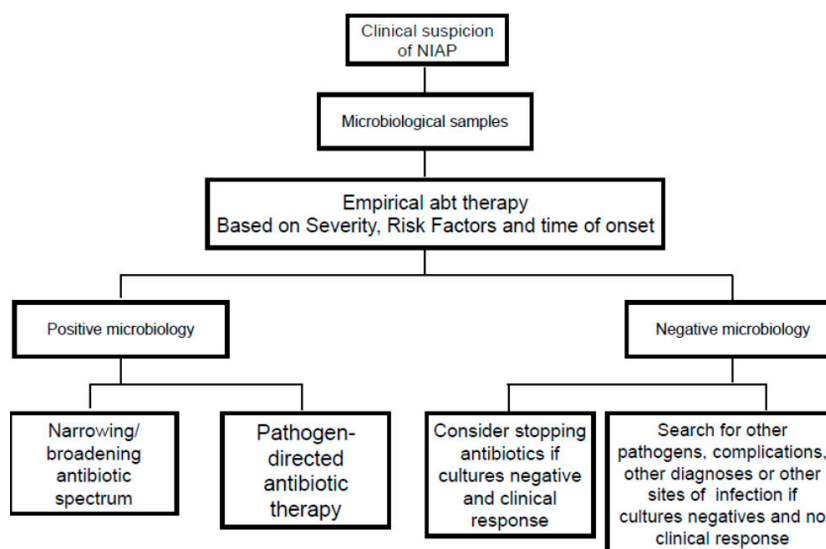 Clinical suspicion
of NIAP
Microbiological samples
Empirical abt therapy
Based on Severity, Risk Factors and time of onset
Positive microbiology
Negative microbiology
Narrowing/
broadening
antibiotic
spectrum
Pathogen-
directed
antibiotic
therapy
Consider stopping
antibiotics if
cultures negative
and clinical
response
Search for other
pathogens, complications,
other diagnoses or other
sites of infection if
cultures negatives and no
clinical response